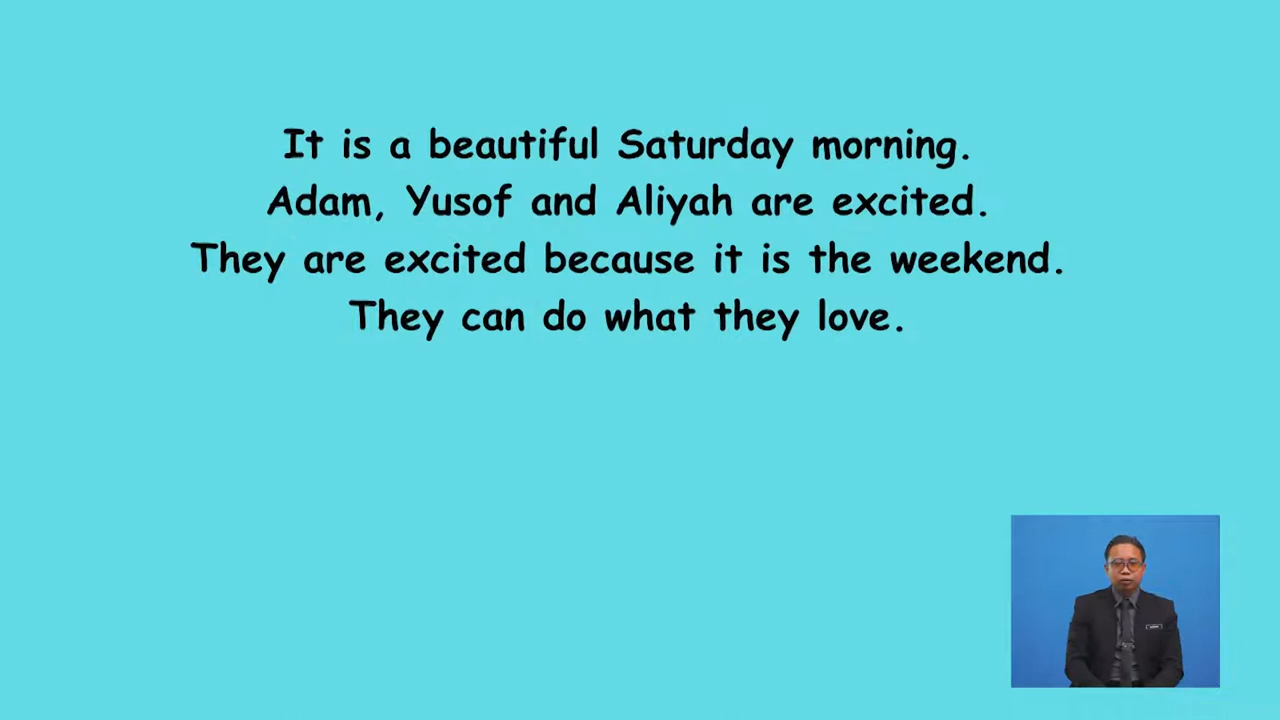 It is a beautiful Saturday morning.
Adam, Yusof and Aliyah are excited.
They are excited because it is the weekend.
They can do what they love.